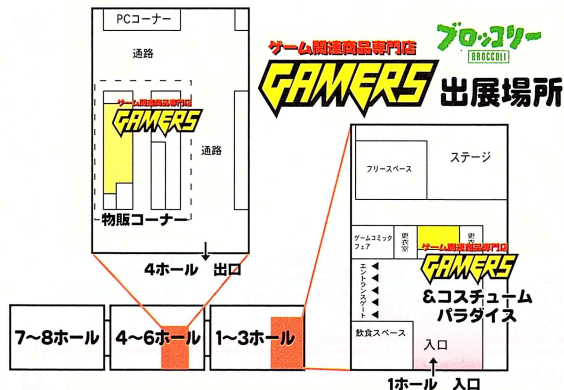 PCコーナー
通路
ゲーム関連商品専門店
GAMERS
通路
物販コーナー
4ホール 出口
ブロッコリー
BROCCOLI
ゲーム関連商品専門店
GAMERS 出展場所
フリースペース
ステージ
ゲームコミック
フェア
更衣室
更衣
ゲーム関連商品専門店
GAMERS
&コスチューム
パラダイス
エントランスゲート
飲食スペース
入口
1ホール 入口
7〜8ホール
4〜6ホール
1〜3ホール